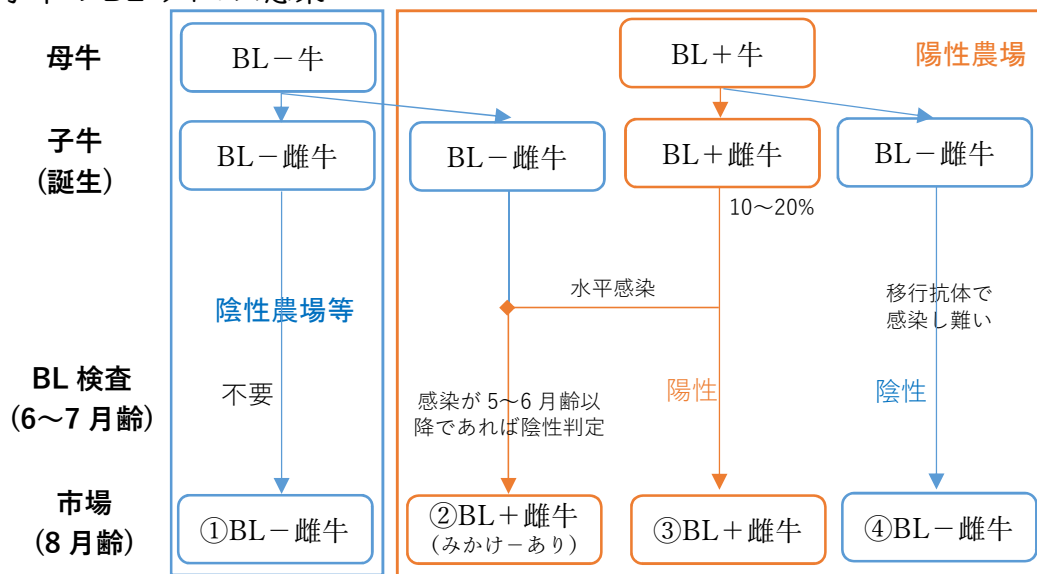 母牛
BL－牛
BL＋牛
陽性農場
子牛
(誕生)
BL－雌牛
BL－雌牛
BL＋雌牛
BL－雌牛
10～20%
水平感染
移行抗体で
感染し難い
陰性農場等
BL 検査
(6～7 月齢)
不要
感染が 5～6 月齢以
降であれば陰性判定
陽性
陰性
市場
(8 月齢)
①BL－雌牛
②BL＋雌牛
(みかけ－あり)
③BL＋雌牛
④BL－雌牛